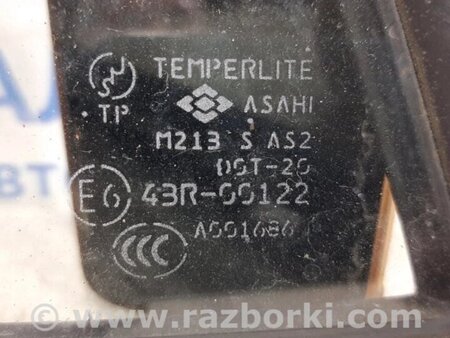 TEMPERLITE
TP
ASAHI
M213 S AS2
DOT-20
E6 43R-00122
CCC A001686
www.razborki.com